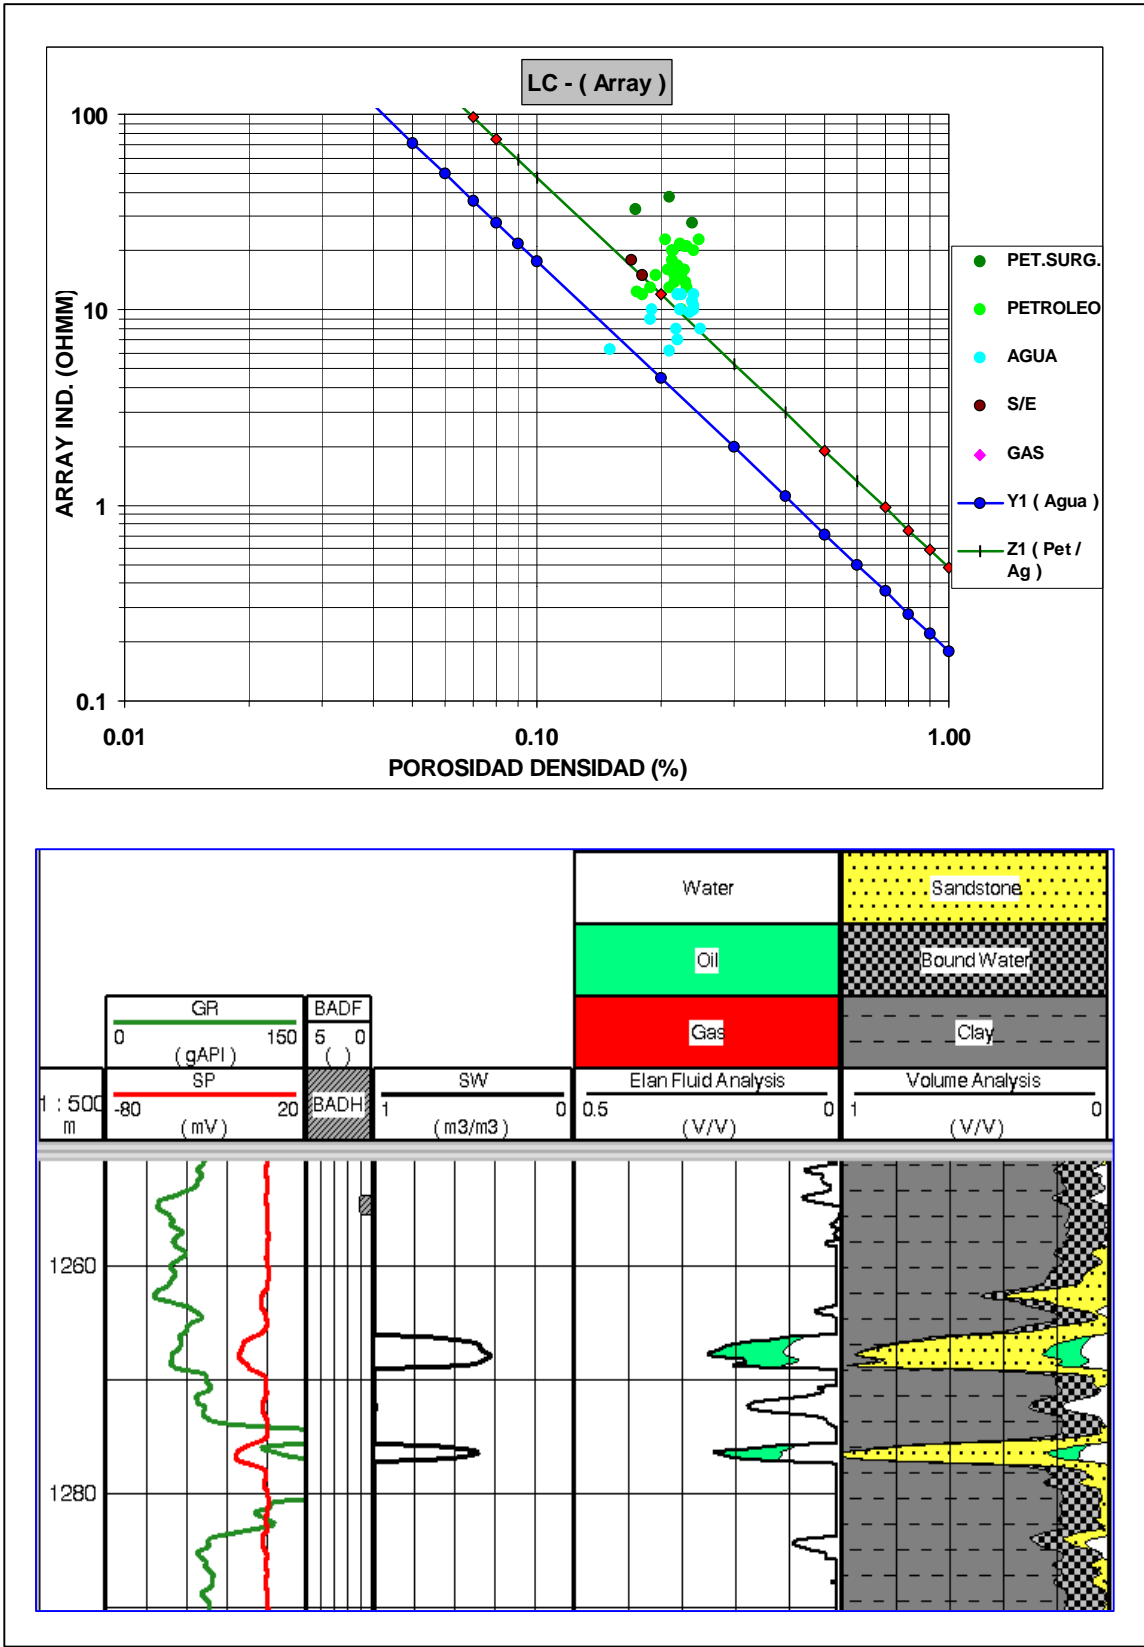 LC - ( Array )
100
10
1
0.1
ARRAY IND. (OHMM)
0.01
0.10
1.00
POROSIDAD DENSIDAD (%)
PET.SURG.
PETROLEO
AGUA
S/E
GAS
Y1 ( Agua )
Z1 ( Pet /
Ag )
Water
Sandstone
Oil
Bound Water
GR
0 150
( gAPI )
BADF
5 0
( )
Gas
Clay
1 : 500
m
SP
-80 20
( mV )
BADH
SW
1 0
( m3/m3 )
Elan Fluid Analysis
0.5 0
( V/V )
Volume Analysis
1 0
( V/V )
1260
1280